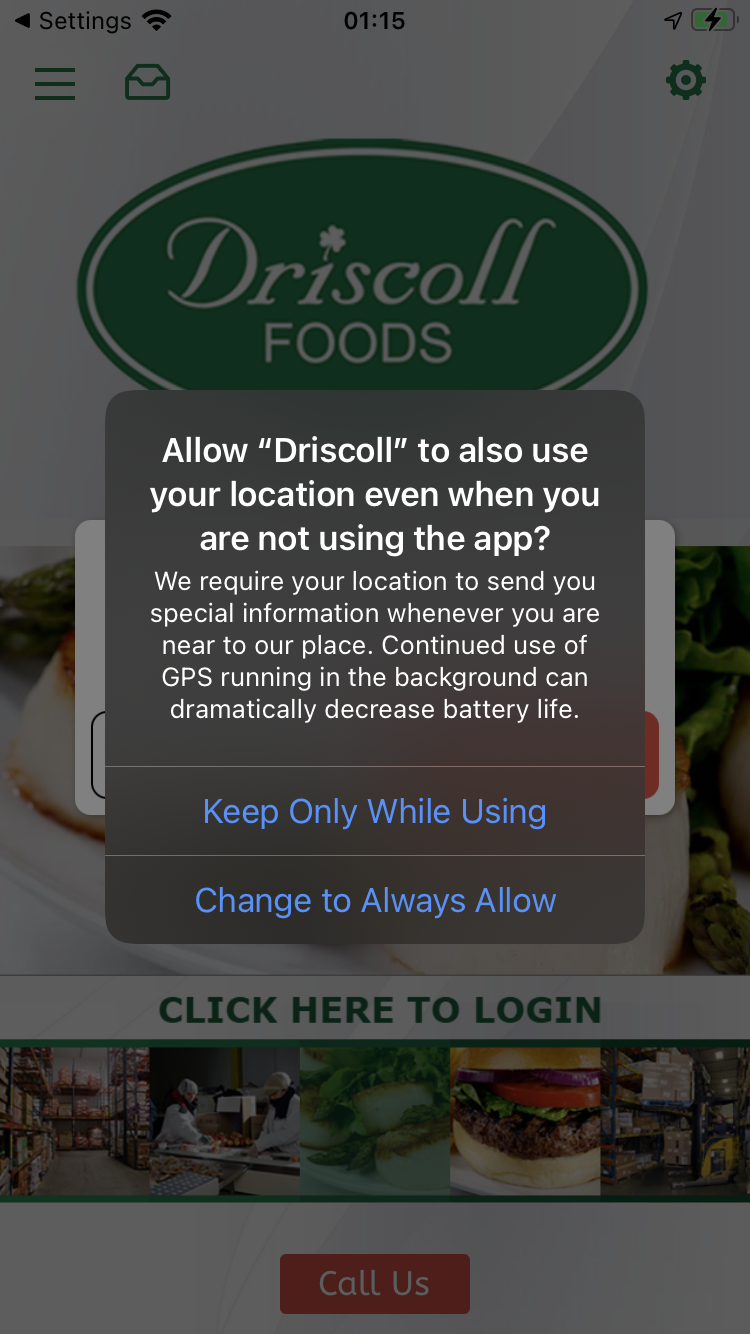 Settings
01:15
Driscoll
FOODS
Allow “Driscoll” to also use
your location even when you
are not using the app?
We require your location to send you
special information whenever you are
near to our place. Continued use of
GPS running in the background can
dramatically decrease battery life.
Keep Only While Using
Change to Always Allow
CLICK HERE TO LOGIN
Call Us